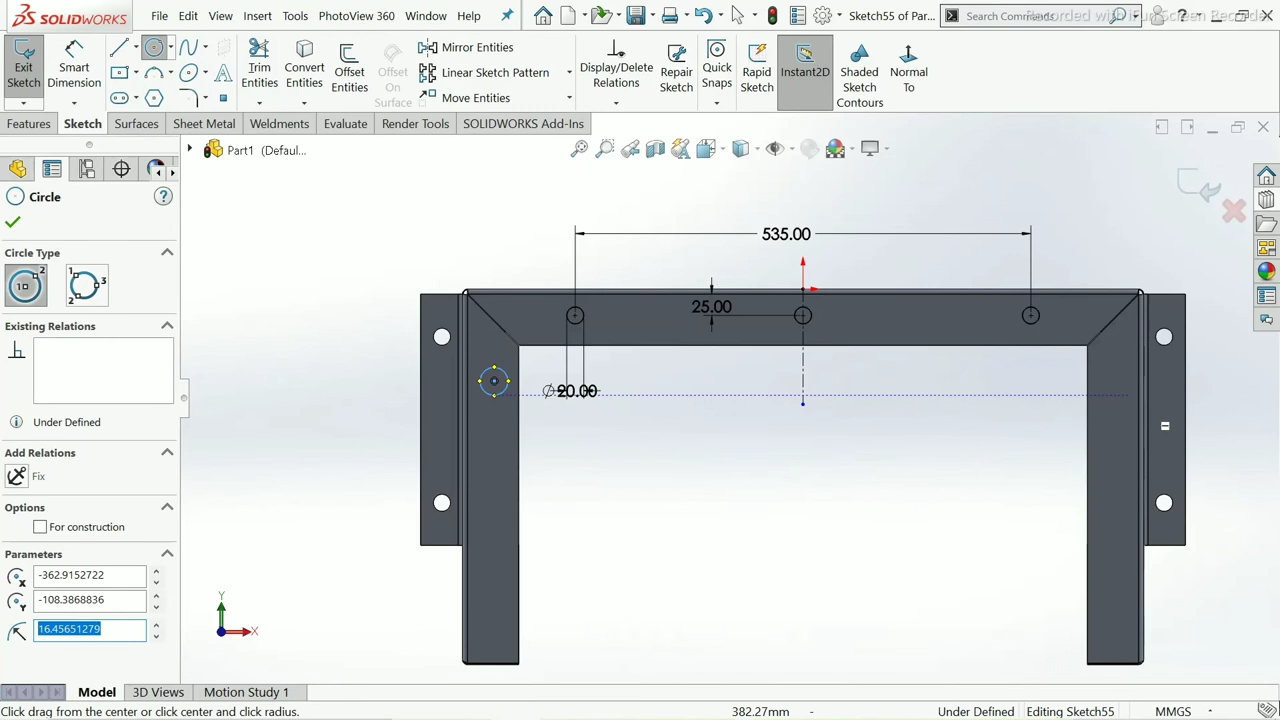 SOLIDWORKS File Edit View Insert Tools PhotoView 360 Window Help Sketch55 of Par... Search Commands
Recorded with iFun Screen Recorder
Exit Sketch
Smart Dimension
Trim Entities
Convert Entities
Offset Entities
Offset On Surface
Mirror Entities
Linear Sketch Pattern
Move Entities
Display/Delete Relations
Repair Sketch
Quick Snaps
Rapid Sketch
Instant2D
Shaded Sketch Contours
Normal To
Features Sketch Surfaces Sheet Metal Weldments Evaluate Render Tools SOLIDWORKS Add-Ins
Part1 (Defaul...
Circle
Circle Type
Existing Relations
Under Defined
Add Relations
Fix
Options
For construction
Parameters
-362.9152722
-108.3868836
16.45651279
535.00
25.00
∅20.00
Y
X
Model 3D Views Motion Study 1
Click drag from the center or click center and click radius. 382.27mm - Under Defined Editing Sketch55 MMGS